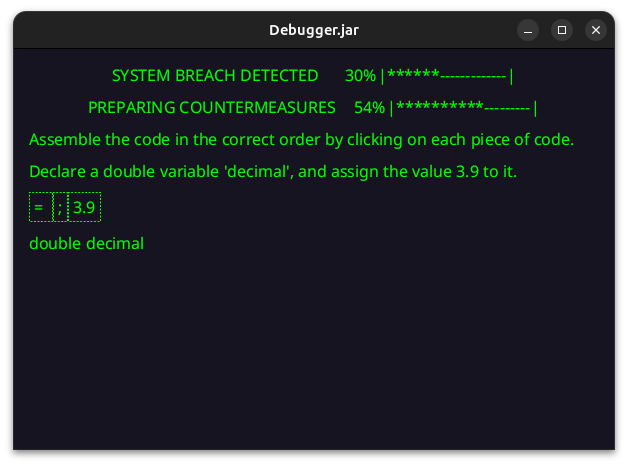 Debugger.jar
SYSTEM BREACH DETECTED 30% |******-------------|
PREPARING COUNTERMEASURES 54% |**********---------|
Assemble the code in the correct order by clicking on each piece of code.
Declare a double variable 'decimal', and assign the value 3.9 to it.
= ; 3.9
double decimal